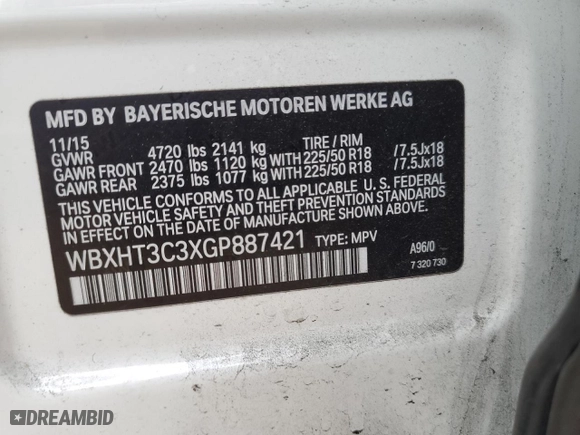 MFD BY BAYERISCHE MOTOREN WERKE AG
11/15 TIRE / RIM
GVWR 4720 lbs 2141 kg
GAWR FRONT 2470 lbs 1120 kg WITH 225/50 R18 /7.5Jx18
GAWR REAR 2375 lbs 1077 kg WITH 225/50 R18 /7.5Jx18
THIS VEHICLE CONFORMS TO ALL APPLICABLE U. S. FEDERAL
MOTOR VEHICLE SAFETY, BUMPER, AND THEFT PREVENTION STANDARDS
IN EFFECT ON THE DATE OF MANUFACTURE SHOWN ABOVE.
WBXHT3C3XGP887421 TYPE: MPV A96/0
7 320 730
DREAMBID